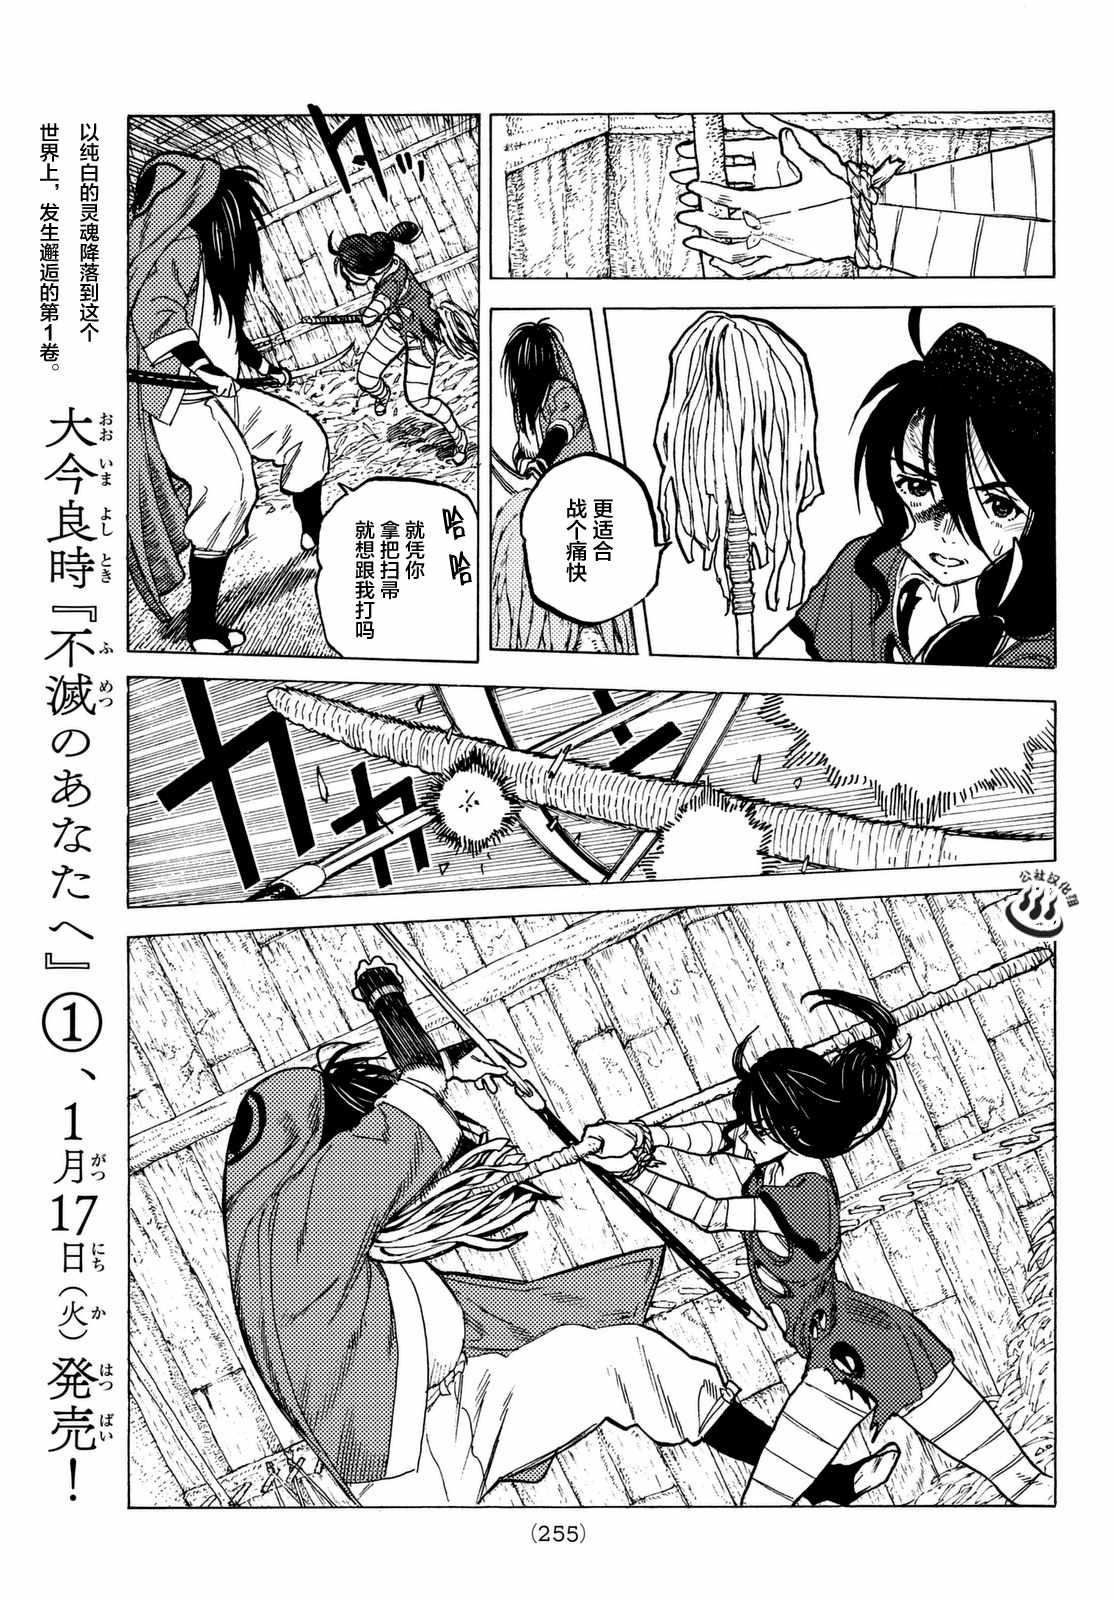 更适合
战个痛快
哈哈
就凭你
拿把扫帚
就想跟我打吗
ガッ
ガガッ
以纯白的灵魂降落到这个
世界上，发生邂逅的第1卷。
大今良時『不滅のあなたへ』①、1月17日（火）発売！
おお いま よし とき ふ めつ がつ にち か はつ ばい
公社汉化组
(255)